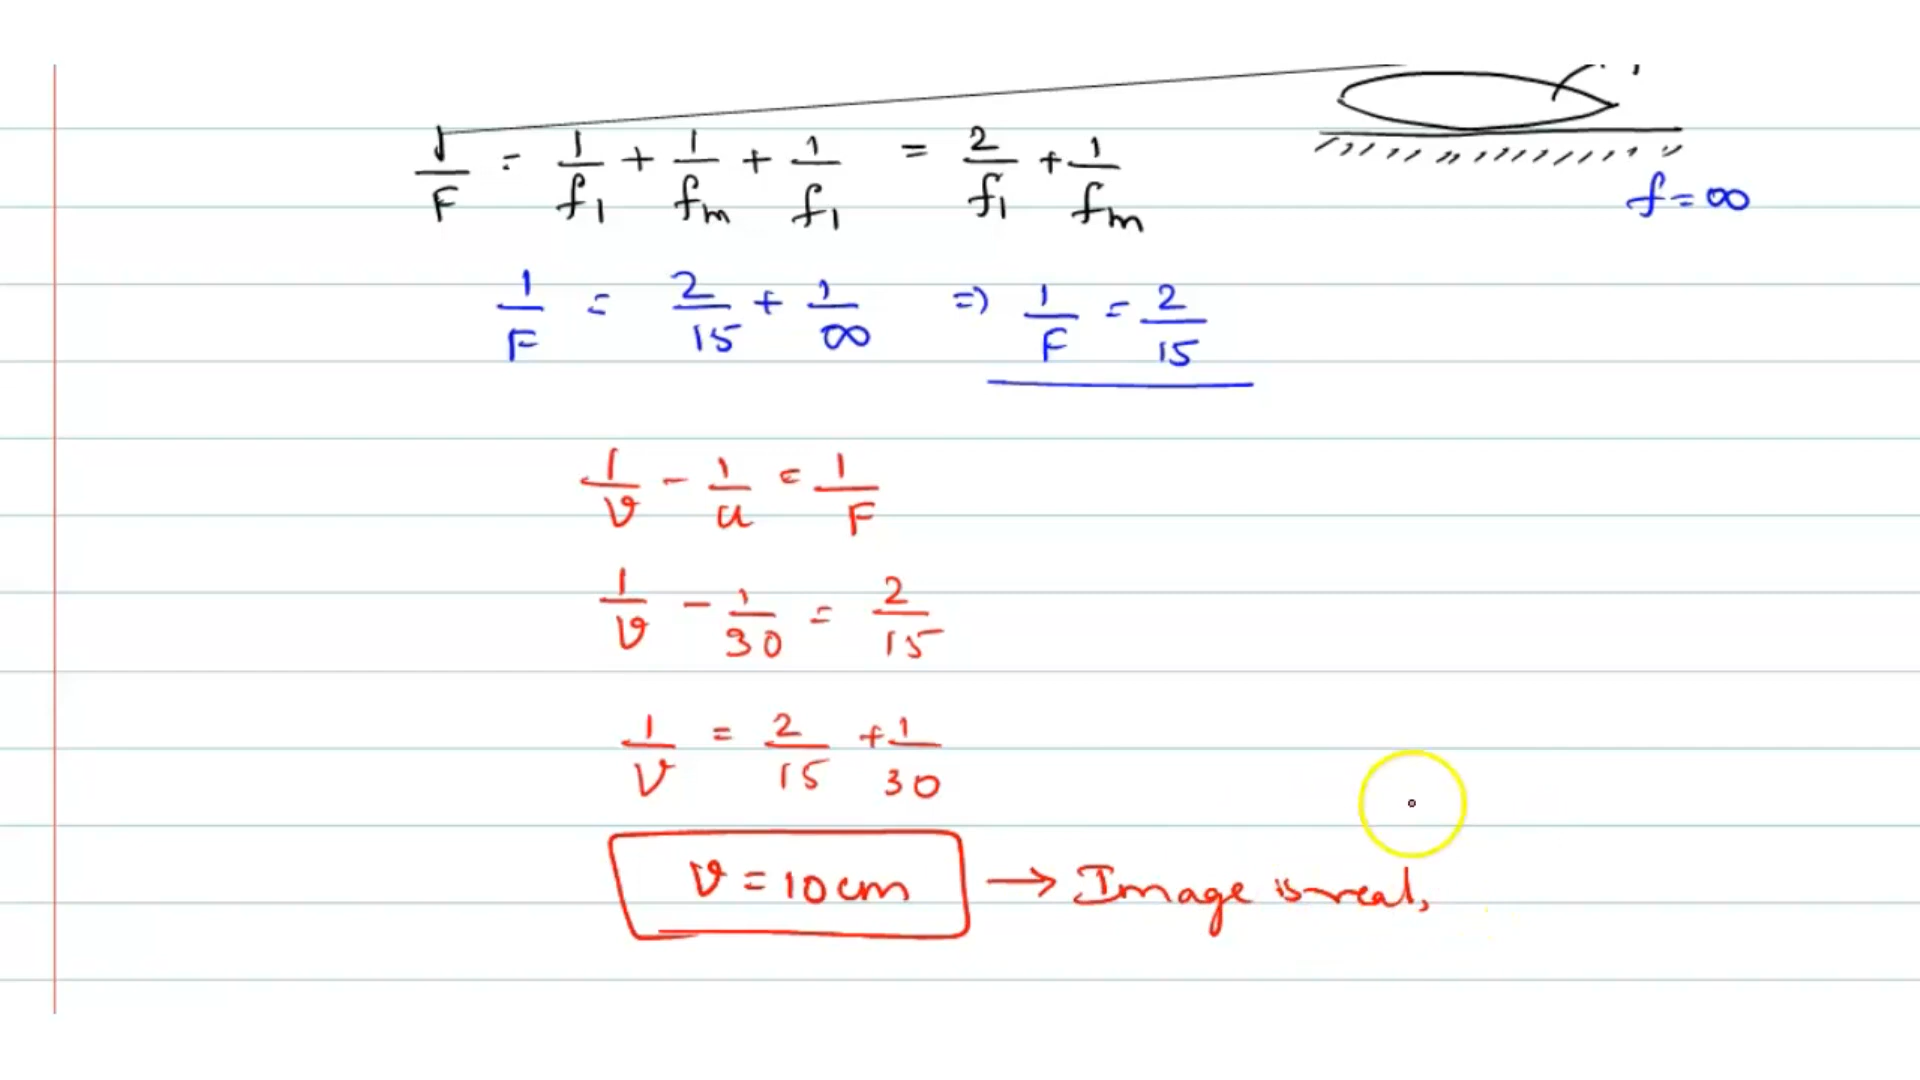 1/F = 1/f1 + 1/fm + 1/f1 = 2/f1 + 1/fm
f = ∞
1/F = 2/15 + 1/∞ => 1/F = 2/15
1/v - 1/u = 1/F
1/v - 1/30 = 2/15
1/v = 2/15 + 1/30
v = 10 cm → Image is real,